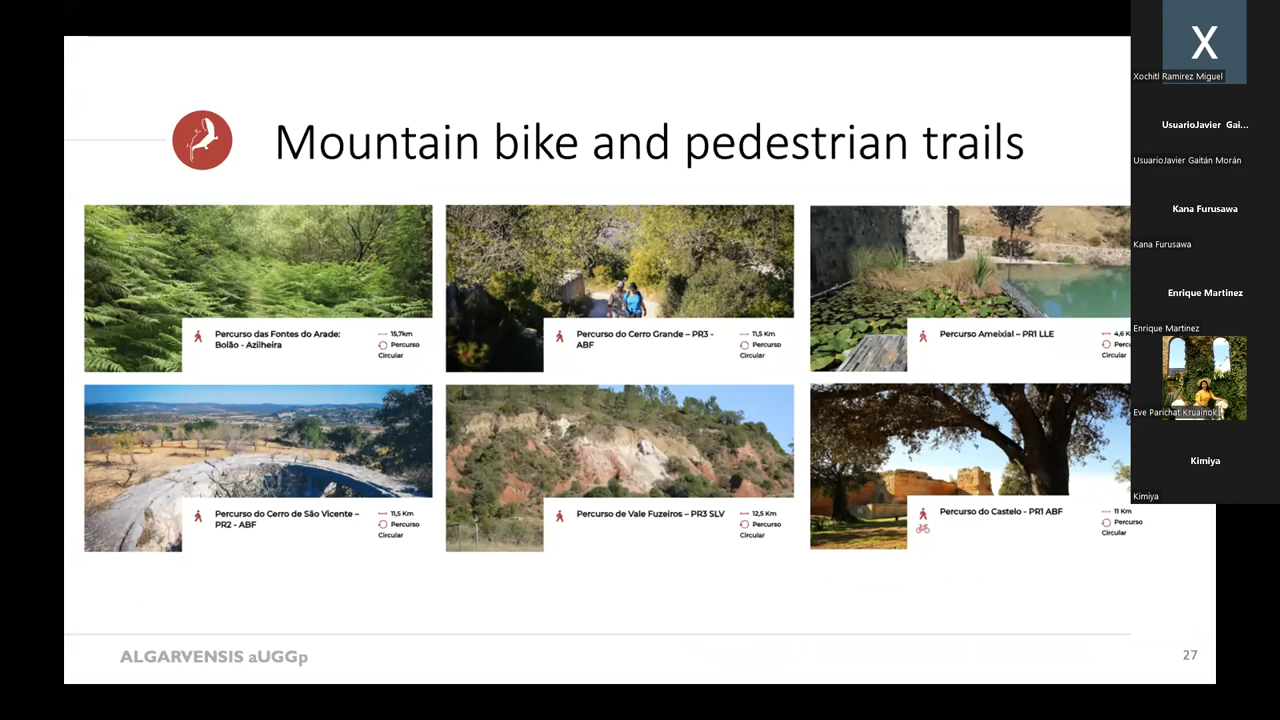 Mountain bike and pedestrian trails
Percurso das Fontes do Arade:
Boião - Azilheira
15,7km
Percurso
Circular
Percurso do Cerro Grande – PR3 -
ABF
11,5 Km
Percurso
Circular
Percurso Ameixial – PR1 LLE
4,6 K
Percu
Circular
Percurso do Cerro de São Vicente –
PR2 - ABF
11,5 Km
Percurso
Circular
Percurso de Vale Fuzeiros – PR3 SLV
12,5 Km
Percurso
Circular
Percurso do Castelo - PR1 ABF
11 Km
Percurso
Circular
ALGARVENSIS aUGGp
27
X
Xochitl Ramirez Miguel
UsuarioJavier Gai...
UsuarioJavier Gaitán Morán
Kana Furusawa
Kana Furusawa
Enrique Martinez
Enrique Martinez
Eve Parichat Kruainok
Kimiya
Kimiya